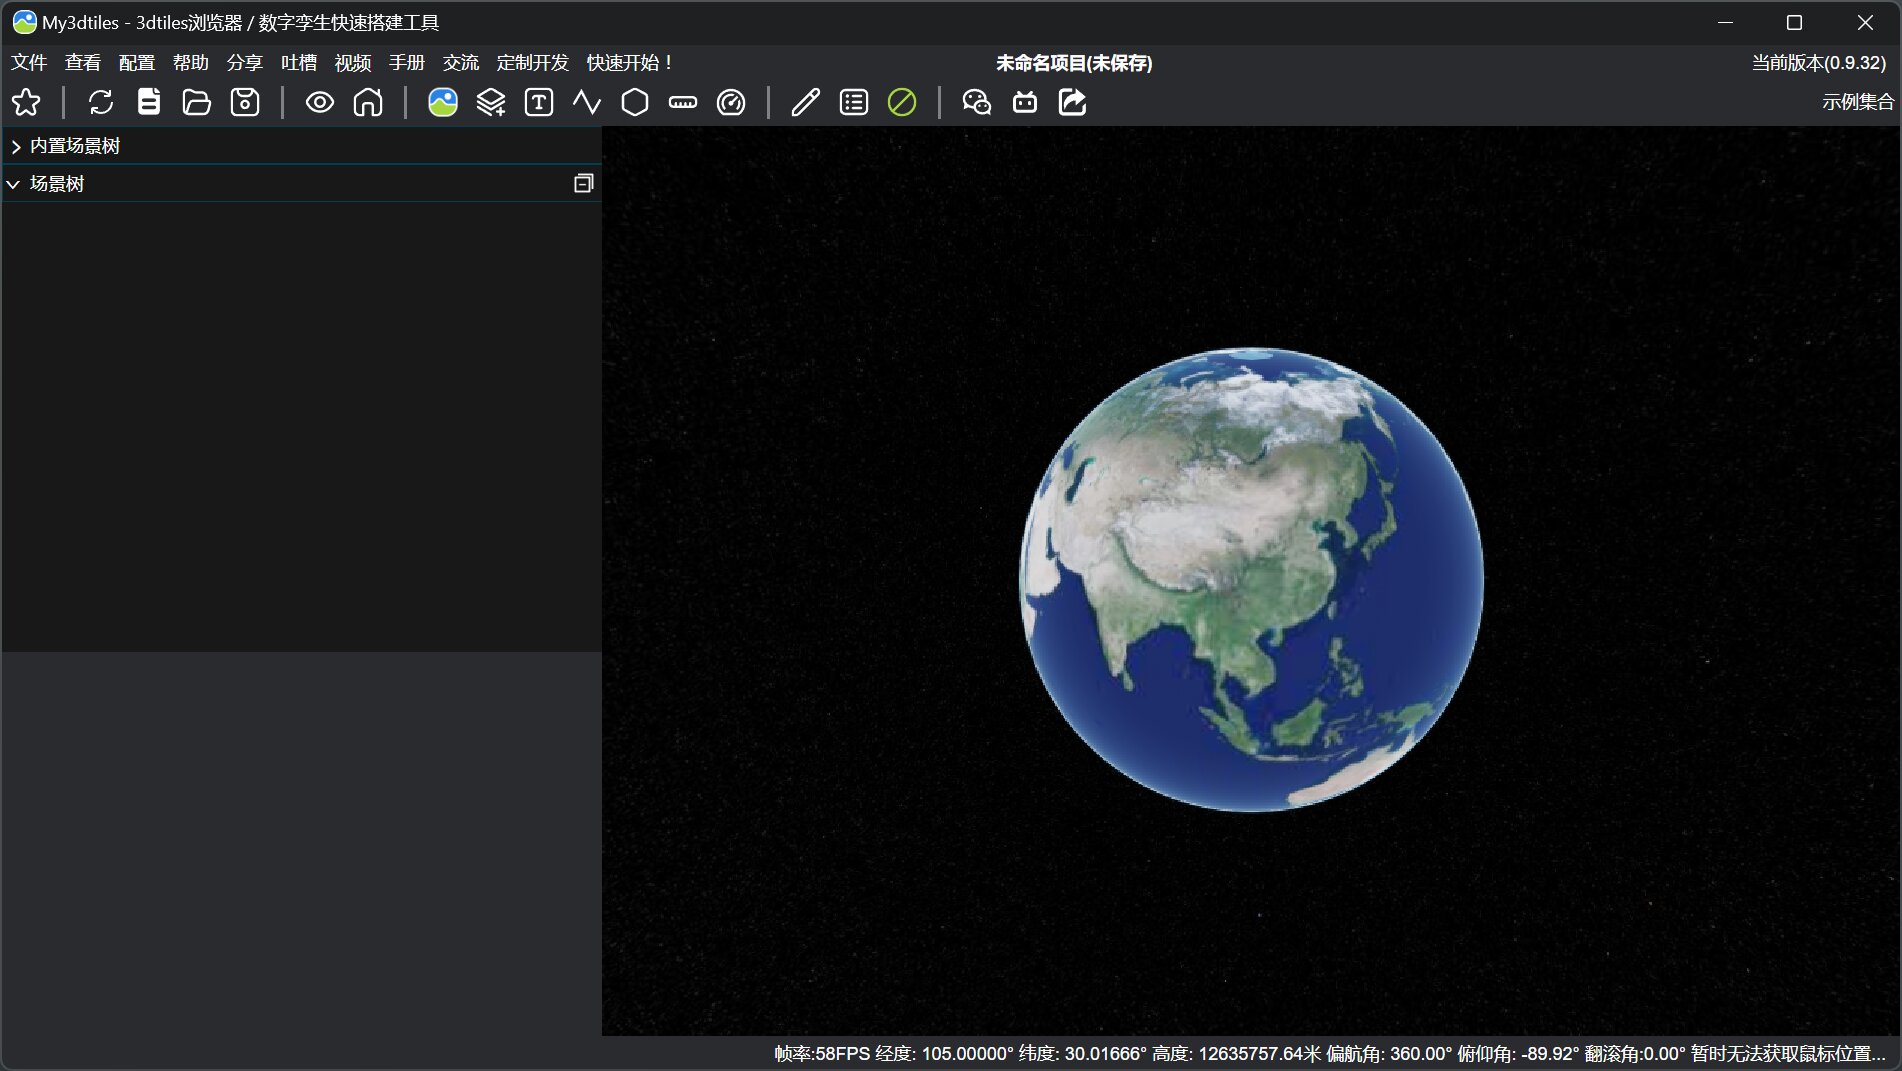 My3dtiles - 3dtiles浏览器 / 数字孪生快速搭建工具
文件 查看 配置 帮助 分享 吐槽 视频 手册 交流 定制开发 快速开始！ 未命名项目(未保存) 当前版本(0.9.32)
示例集合
内置场景树
场景树
帧率:58FPS 经度: 105.00000° 纬度: 30.01666° 高度: 12635757.64米 偏航角: 360.00° 俯仰角: -89.92° 翻滚角:0.00° 暂时无法获取鼠标位置...